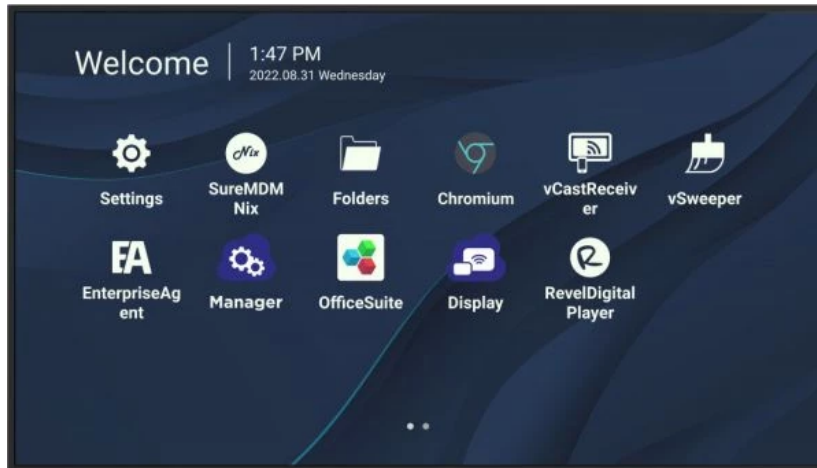 Welcome
1:47 PM
2022.08.31 Wednesday
Nix
Settings
SureMDM
Nix
Folders
Chromium
vCastReceiv
er
vSweeper
EA
EnterpriseAg
ent
Manager
OfficeSuite
Display
R
RevelDigital
Player